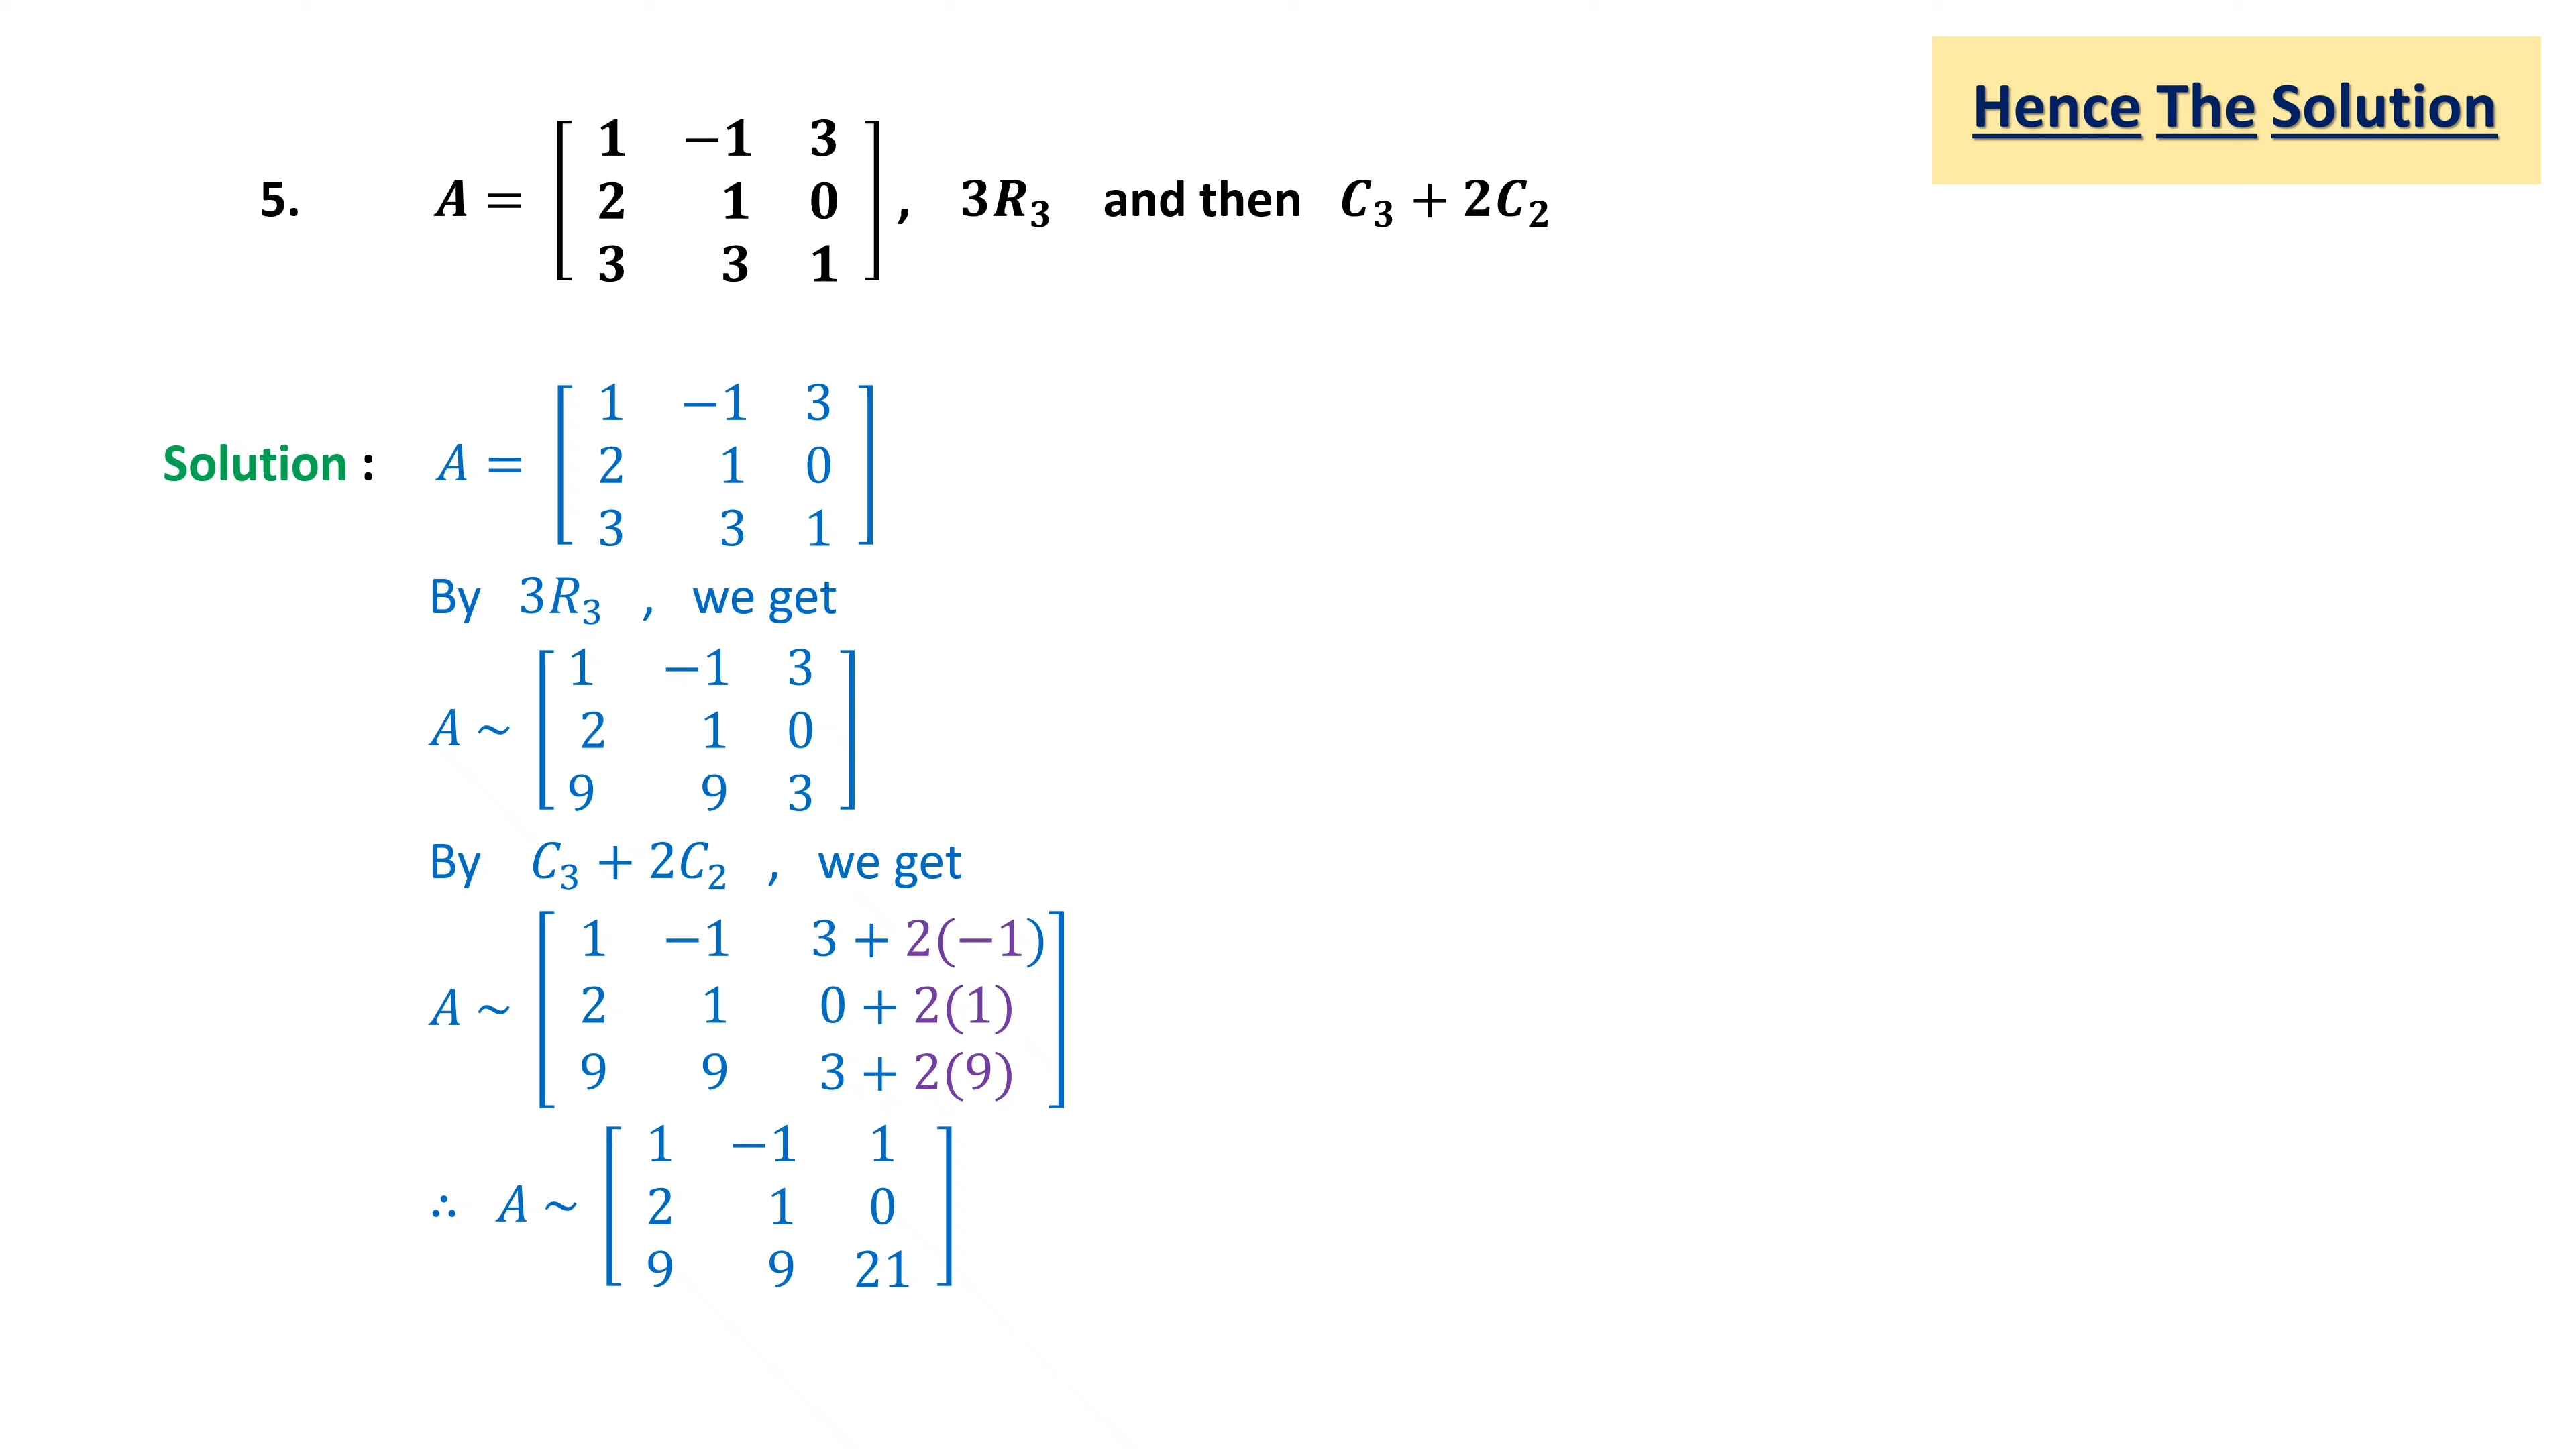 Hence The Solution
5. A = [ 1 −1 3
2 1 0
3 3 1 ] , 3R₃ and then C₃ + 2C₂
Solution : A = [ 1 −1 3
2 1 0
3 3 1 ]
By 3R₃ , we get
A ~ [ 1 −1 3
2 1 0
9 9 3 ]
By C₃ + 2C₂ , we get
A ~ [ 1 −1 3 + 2(−1)
2 1 0 + 2(1)
9 9 3 + 2(9) ]
∴ A ~ [ 1 −1 1
2 1 0
9 9 21 ]